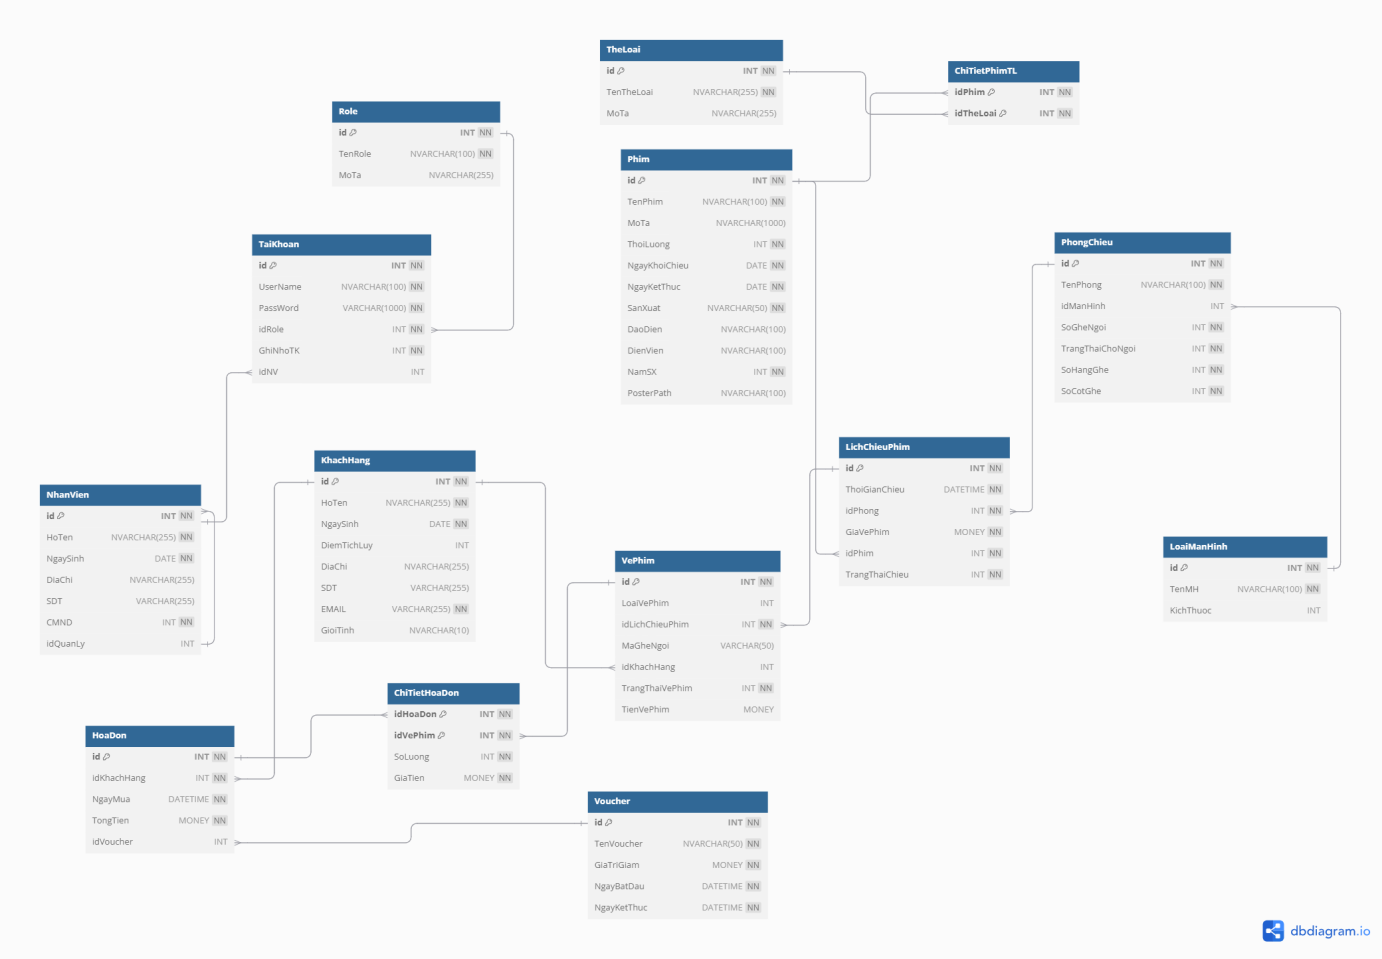 TheLoai
id INT NN
TenTheLoai NVARCHAR(255) NN
MoTa NVARCHAR(255)
ChiTietPhimTL
idPhim INT NN
idTheLoai INT NN
Role
id INT NN
TenRole NVARCHAR(100) NN
MoTa NVARCHAR(255)
Phim
id INT NN
TenPhim NVARCHAR(100) NN
MoTa NVARCHAR(1000)
ThoiLuong INT NN
NgayKhoiChieu DATE NN
NgayKetThuc DATE NN
SanXuat NVARCHAR(50) NN
DaoDien NVARCHAR(100)
DienVien NVARCHAR(100)
NamSX INT NN
PosterPath NVARCHAR(100)
TaiKhoan
id INT NN
UserName NVARCHAR(100) NN
PassWord VARCHAR(1000) NN
idRole INT NN
GhiNhoTK INT NN
idNV INT
PhongChieu
id INT NN
TenPhong NVARCHAR(100) NN
idManHinh INT
SoGheNgoi INT NN
TrangThaiChoNgoi INT NN
SoHangGhe INT NN
SoCotGhe INT NN
LichChieuPhim
id INT NN
ThoiGianChieu DATETIME NN
idPhong INT NN
GiaVePhim MONEY NN
idPhim INT NN
TrangThaiChieu INT NN
KhachHang
id INT NN
HoTen NVARCHAR(255) NN
NgaySinh DATE NN
DiemTichLuy INT
DiaChi NVARCHAR(255)
SDT VARCHAR(255)
EMAIL VARCHAR(255) NN
GioiTinh NVARCHAR(10)
NhanVien
id INT NN
HoTen NVARCHAR(255) NN
NgaySinh DATE NN
DiaChi NVARCHAR(255)
SDT VARCHAR(255)
CMND INT NN
idQuanLy INT
LoaiManHinh
id INT NN
TenMH NVARCHAR(100) NN
KichThuoc INT
VePhim
id INT NN
LoaiVePhim INT
idLichChieuPhim INT NN
MaGheNgoi VARCHAR(50)
idKhachHang INT
TrangThaiVePhim INT NN
TienVePhim MONEY
ChiTietHoaDon
idHoaDon INT NN
idVePhim INT NN
SoLuong INT NN
GiaTien MONEY NN
HoaDon
id INT NN
idKhachHang INT NN
NgayMua DATETIME NN
TongTien MONEY NN
idVoucher INT
Voucher
id INT NN
TenVoucher NVARCHAR(50) NN
GiaTriGiam MONEY NN
NgayBatDau DATETIME NN
NgayKetThuc DATETIME NN
dbdiagram.io